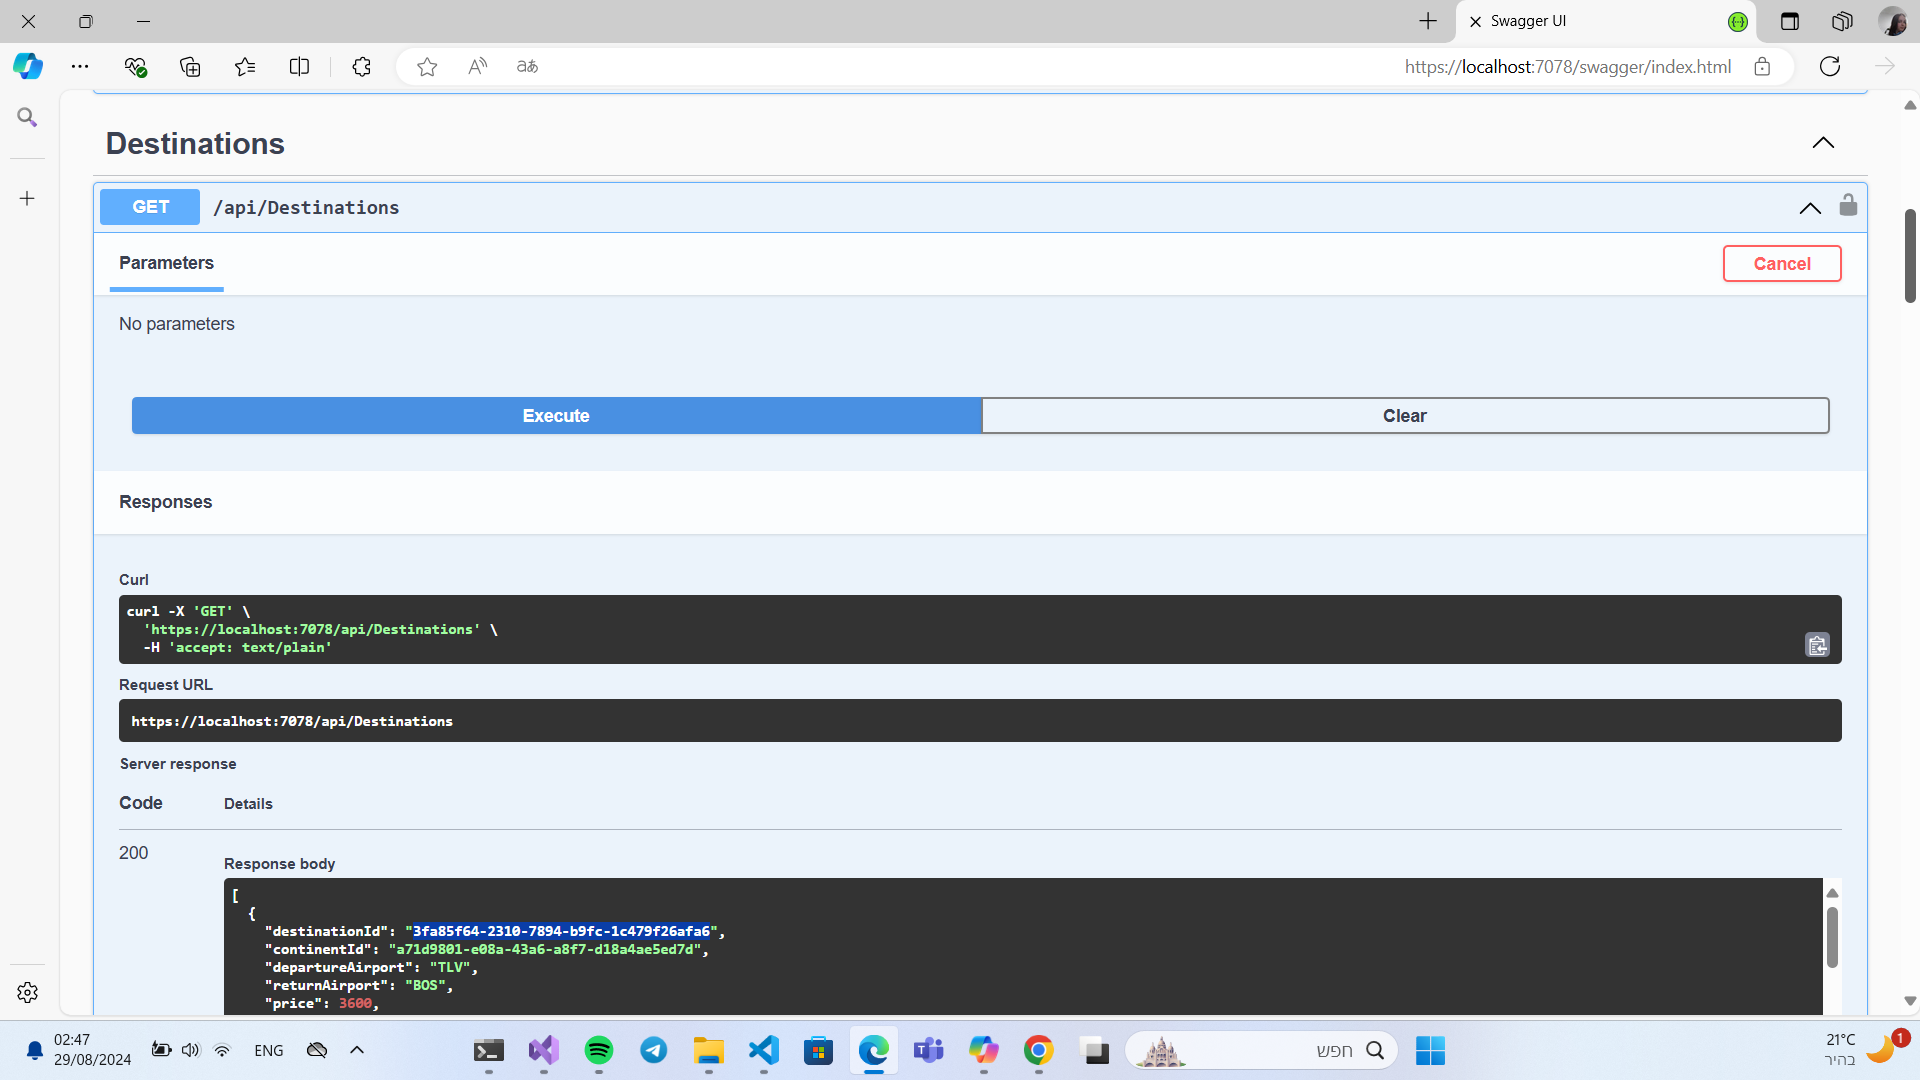 Swagger UI
https://localhost:7078/swagger/index.html
Destinations
GET
/api/Destinations
Parameters
Cancel
No parameters
Execute
Clear
Responses
Curl
curl -X 'GET' \
'https://localhost:7078/api/Destinations' \
-H 'accept: text/plain'
Request URL
https://localhost:7078/api/Destinations
Server response
Code
Details
200
Response body
[
{
"destinationId": "3fa85f64-2310-7894-b9fc-1c479f26afa6",
"continentId": "a71d9801-e08a-43a6-a8f7-d18a4ae5ed7d",
"departureAirport": "TLV",
"returnAirport": "BOS",
"price": 3600,
02:47
29/08/2024
ENG
חפש
21°C
בהיר
1